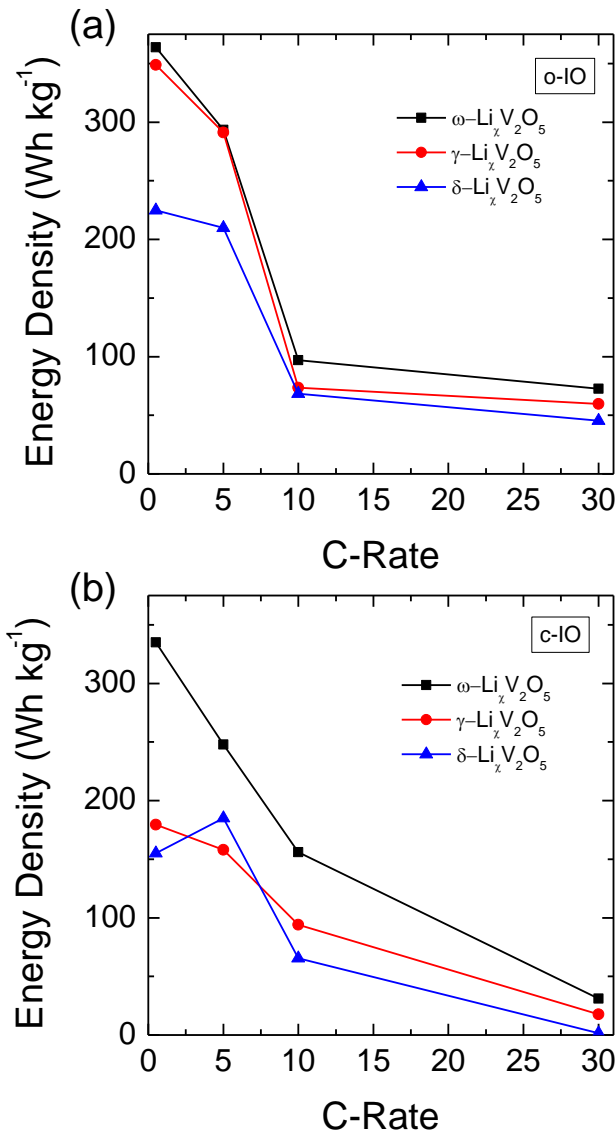 (a)
o-IO
ω–LiᵪV₂O₅
γ–LiᵪV₂O₅
δ–LiᵪV₂O₅
Energy Density (Wh kg⁻¹)
300
200
100
0
0 5 10 15 20 25 30
C-Rate
(b)
c-IO
ω–LiᵪV₂O₅
γ–LiᵪV₂O₅
δ–LiᵪV₂O₅
Energy Density (Wh kg⁻¹)
300
200
100
0
0 5 10 15 20 25 30
C-Rate